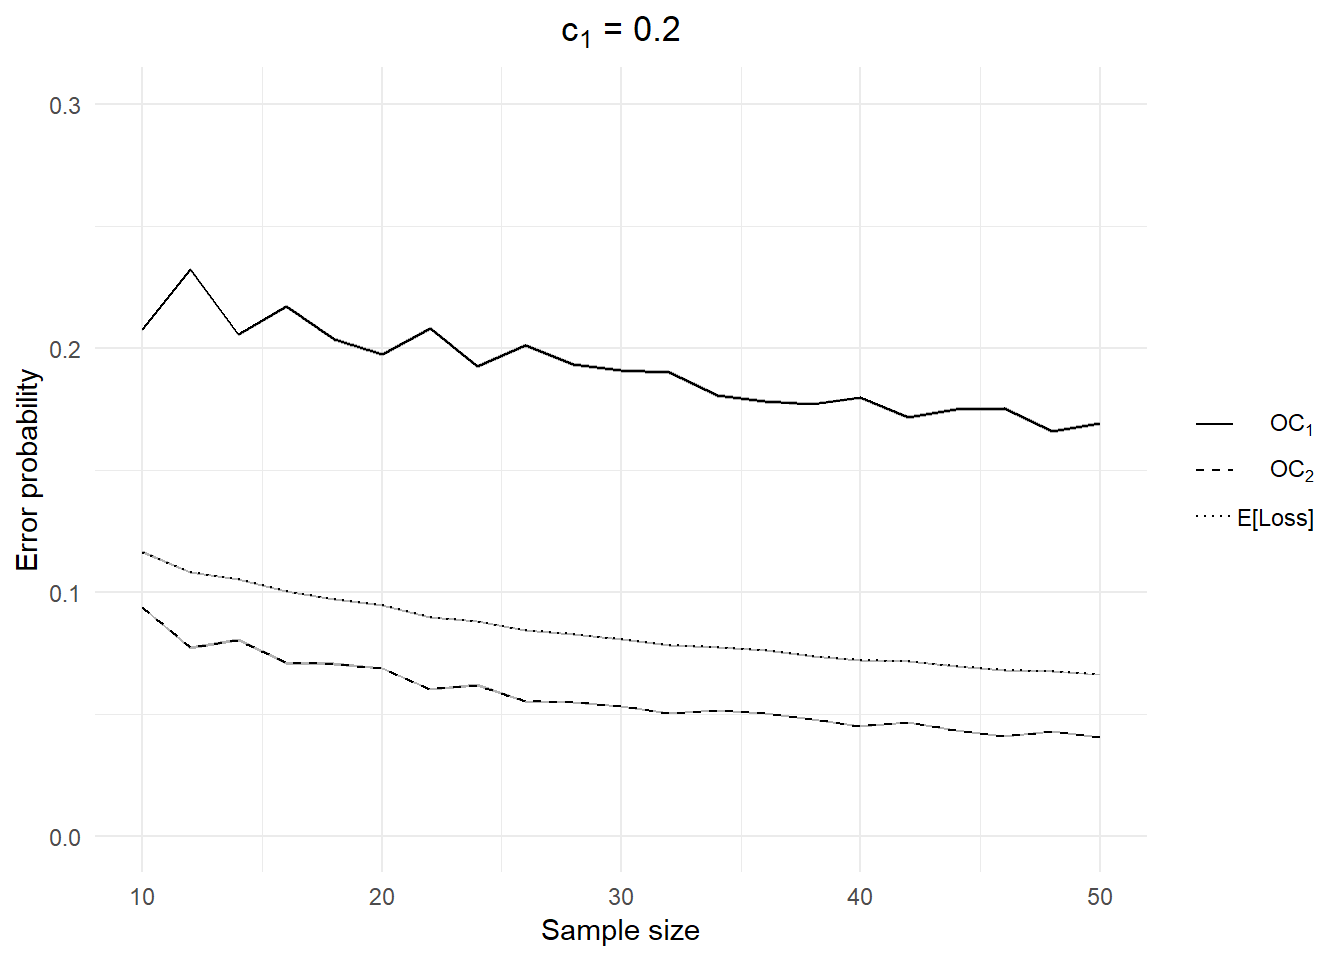 c₁ = 0.2
Error probability
0.3
0.2
0.1
0.0
10 20 30 40 50
Sample size
OC₁
OC₂
E[Loss]